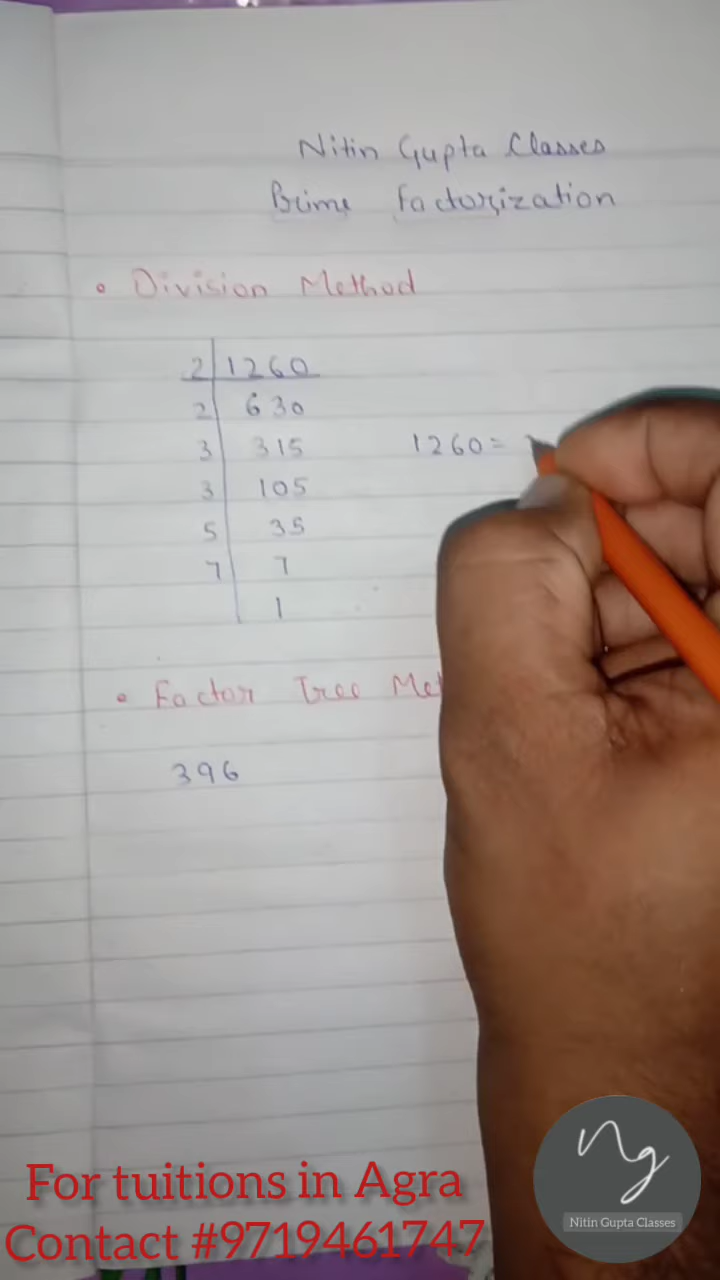 Nitin Gupta Classes
Prime Factorization
• Division Method
2 1260
2 630
3 315
1260=
3 105
5 35
7 7
1
• Factor Tree
396
For tuitions in Agra
Contact #9719461747
Ng
Nitin Gupta Classes